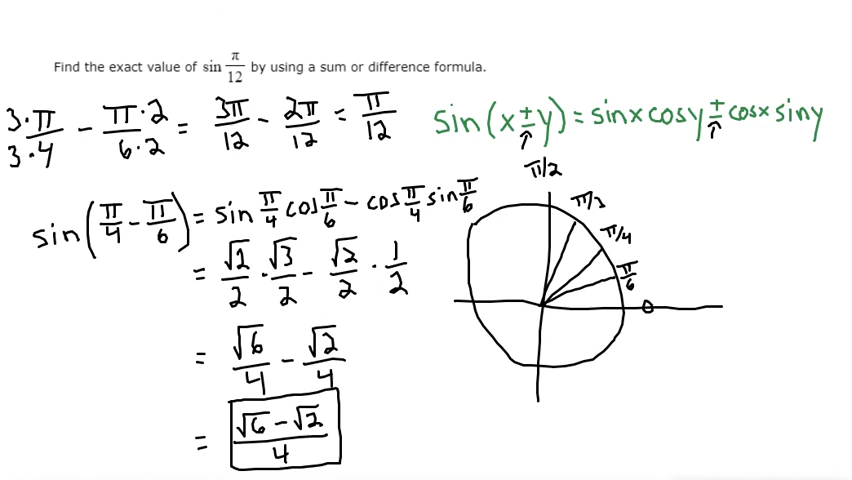 Find the exact value of sin π/12 by using a sum or difference formula.
3·π/3·4 − π·2/6·2 = 3π/12 − 2π/12 = π/12
sin(x±y) = sinx cosy ± cosx siny
↑ ↑
sin(π/4 − π/6) = sin π/4 cos π/6 − cos π/4 sin π/6
= √2/2 · √3/2 − √2/2 · 1/2
= √6/4 − √2/4
= √6 − √2/4
π/2
π/3
π/4
π/6
0